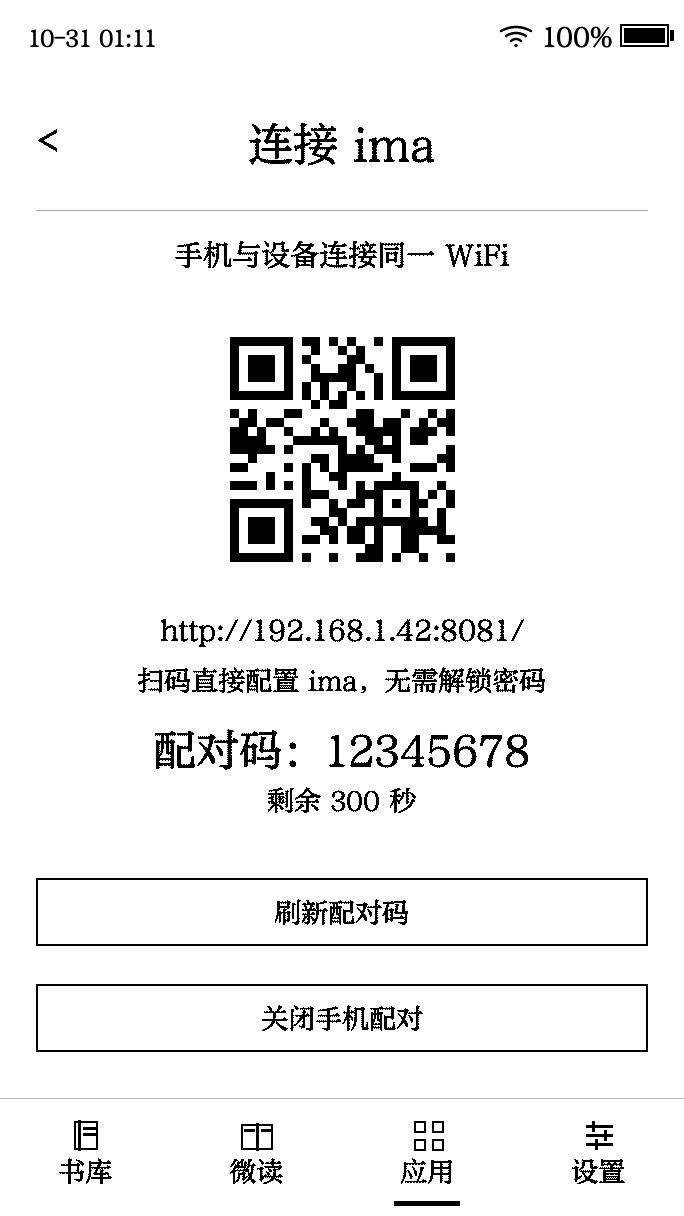 10-31 01:11
100%
<
连接 ima
手机与设备连接同一 WiFi
http://192.168.1.42:8081/
扫码直接配置 ima，无需解锁密码
配对码：12345678
剩余 300 秒
刷新配对码
关闭手机配对
书库
微读
应用
设置